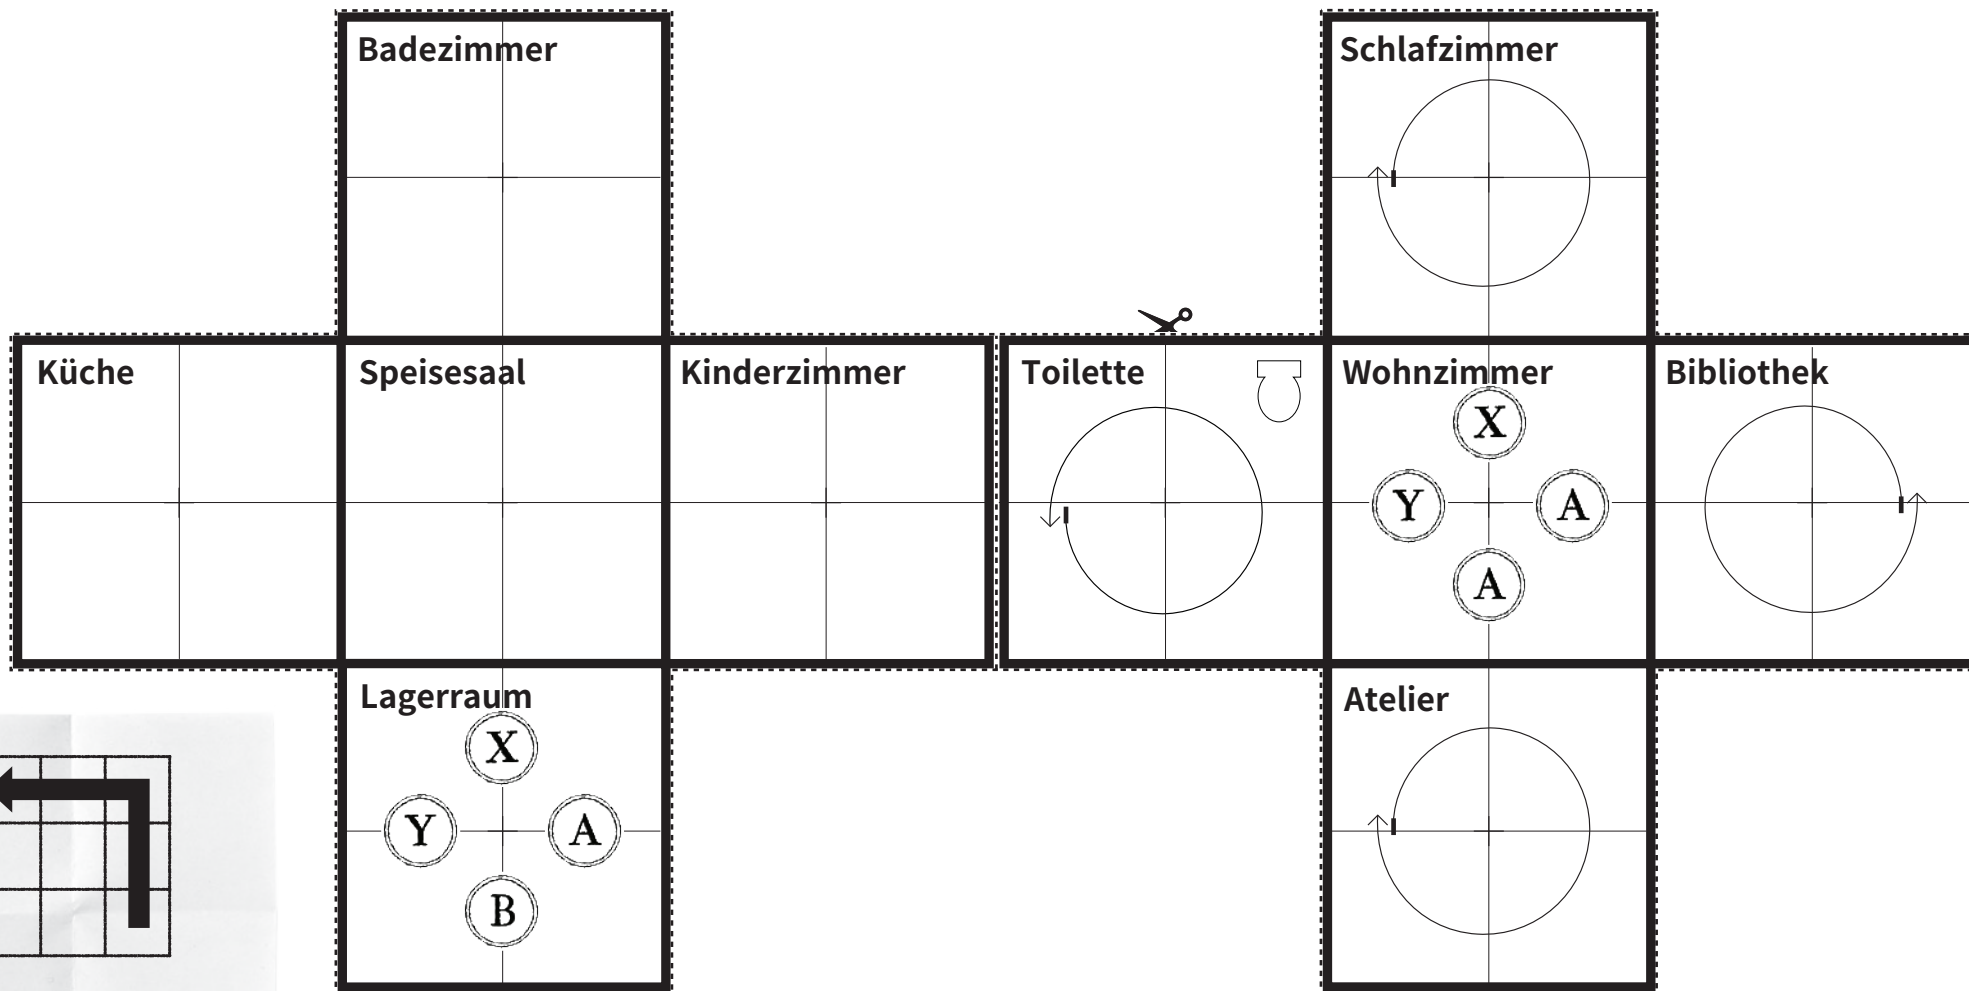 Badezimmer
Schlafzimmer
Küche
Speisesaal
Kinderzimmer
Toilette
Wohnzimmer
X
Y
A
A
Bibliothek
Lagerraum
X
Y
A
B
Atelier